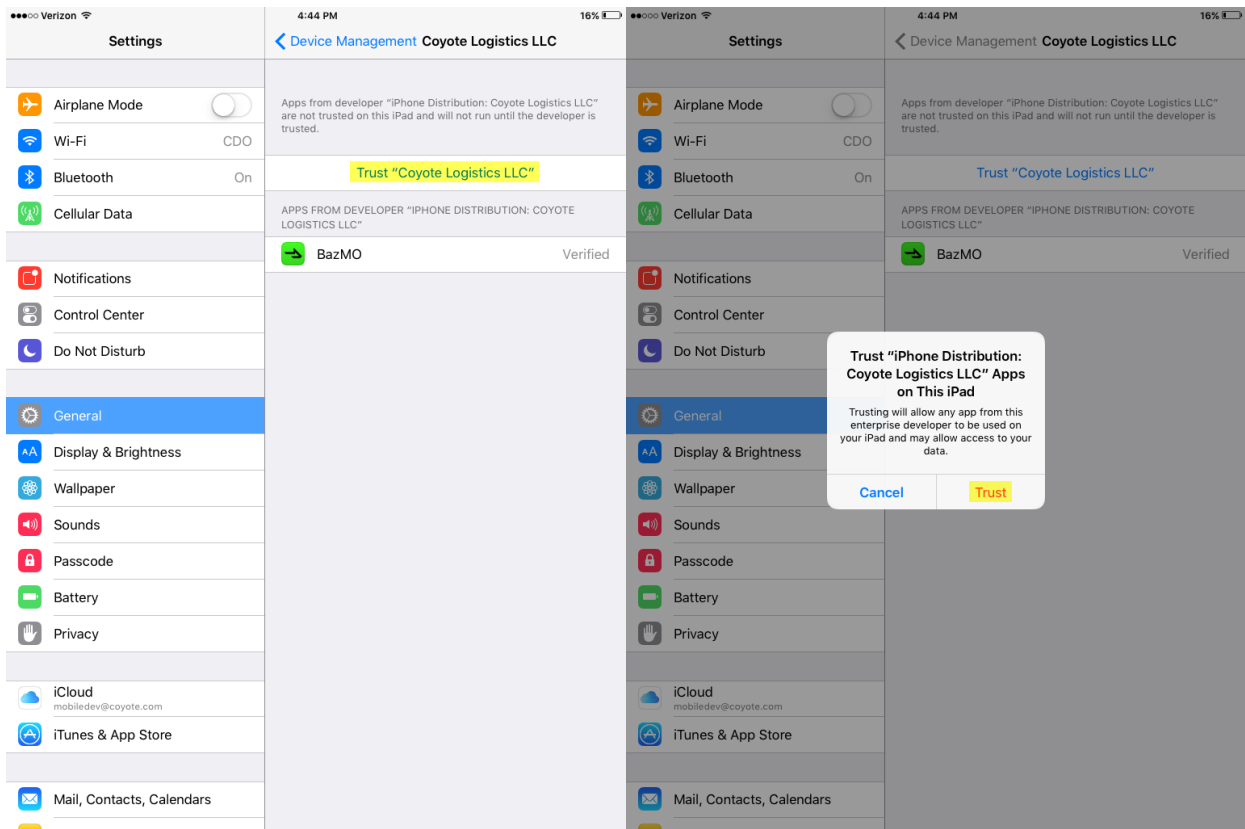 Verizon
4:44 PM
16%
Settings
Device Management
Coyote Logistics LLC
Airplane Mode
Wi-Fi
CDO
Bluetooth
On
Cellular Data
Notifications
Control Center
Do Not Disturb
General
Display & Brightness
Wallpaper
Sounds
Passcode
Battery
Privacy
iCloud
mobiledev@coyote.com
iTunes & App Store
Mail, Contacts, Calendars
Apps from developer “iPhone Distribution: Coyote Logistics LLC”
are not trusted on this iPad and will not run until the developer is
trusted.
Trust “Coyote Logistics LLC”
APPS FROM DEVELOPER “IPHONE DISTRIBUTION: COYOTE
LOGISTICS LLC”
BazMO
Verified
Verizon
4:44 PM
16%
Settings
Device Management
Coyote Logistics LLC
Airplane Mode
Wi-Fi
CDO
Bluetooth
On
Cellular Data
Notifications
Control Center
Do Not Disturb
General
Display & Brightness
Wallpaper
Sounds
Passcode
Battery
Privacy
iCloud
mobiledev@coyote.com
iTunes & App Store
Mail, Contacts, Calendars
Apps from developer “iPhone Distribution: Coyote Logistics LLC”
are not trusted on this iPad and will not run until the developer is
trusted.
Trust “Coyote Logistics LLC”
APPS FROM DEVELOPER “IPHONE DISTRIBUTION: COYOTE
LOGISTICS LLC”
BazMO
Verified
Trust “iPhone Distribution:
Coyote Logistics LLC” Apps
on This iPad
Trusting will allow any app from this
enterprise developer to be used on
your iPad and may allow access to your
data.
Cancel
Trust